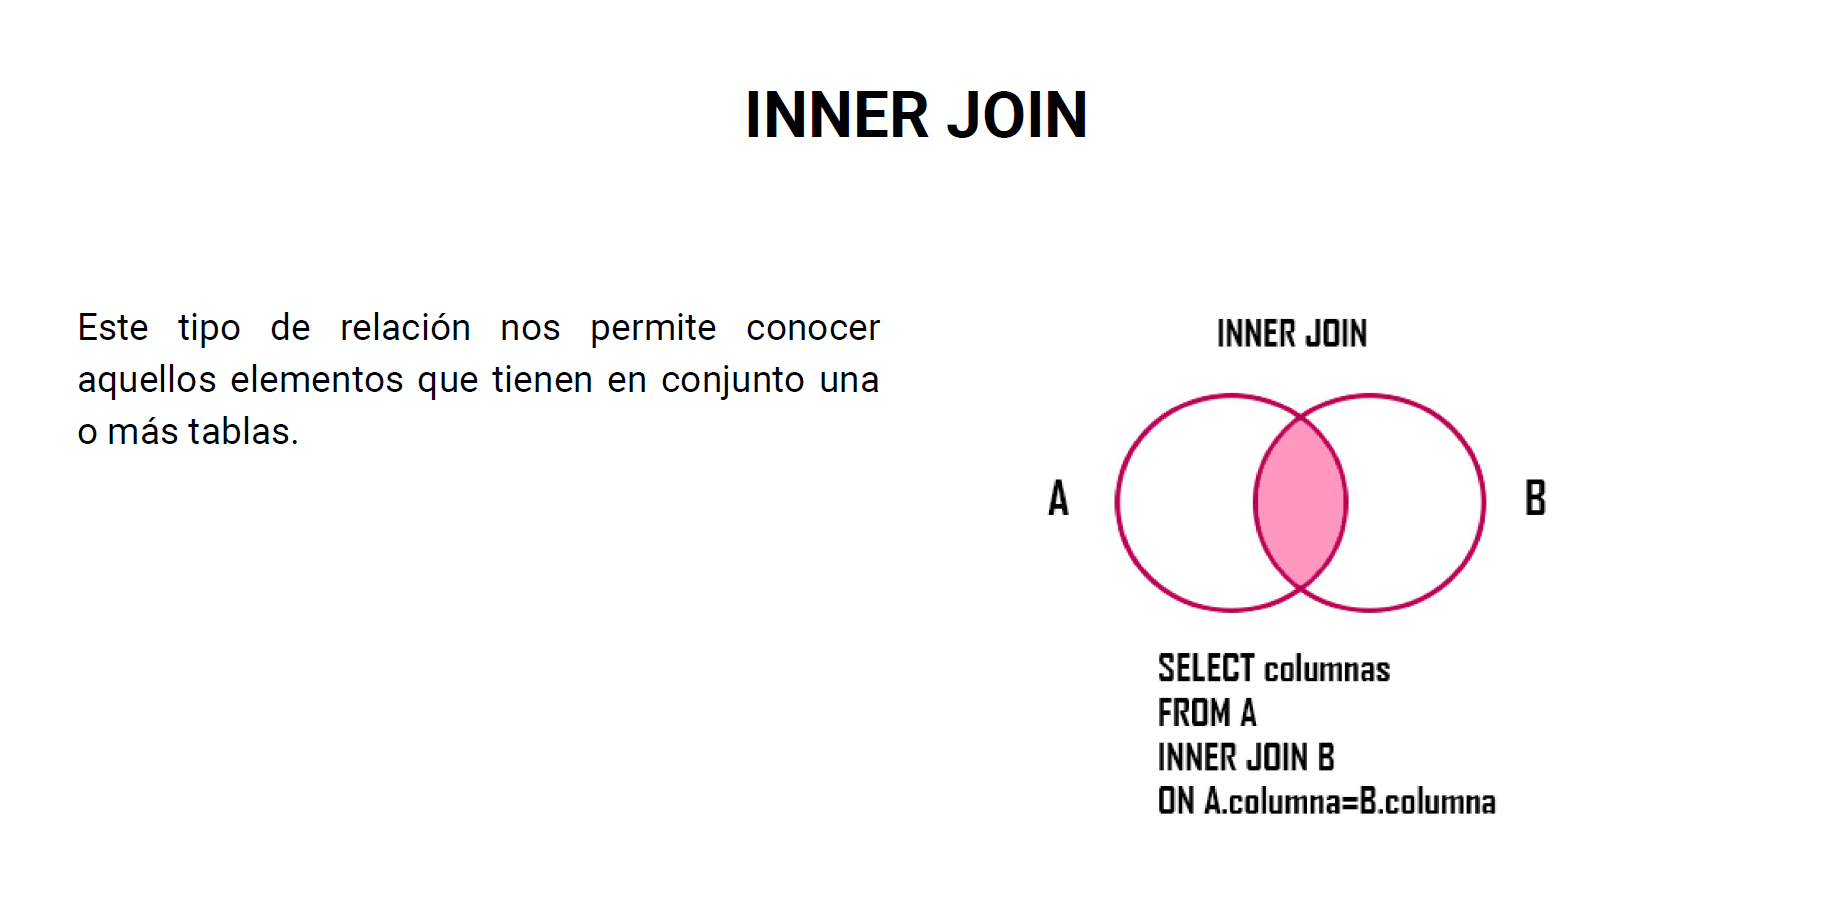 INNER JOIN
Este tipo de relación nos permite conocer
aquellos elementos que tienen en conjunto una
o más tablas.
INNER JOIN
A
B
SELECT columnas
FROM A
INNER JOIN B
ON A.columna=B.columna